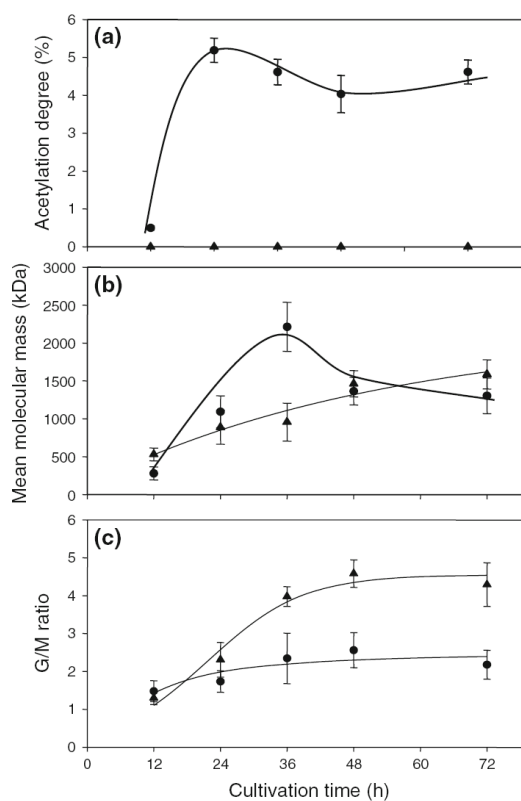 (a)
Acetylation degree (%)
6
5
4
3
2
1
0
(b)
Mean molecular mass (kDa)
3000
2500
2000
1500
1000
500
0
(c)
G/M ratio
6
5
4
3
2
1
0
0 12 24 36 48 60 72
Cultivation time (h)